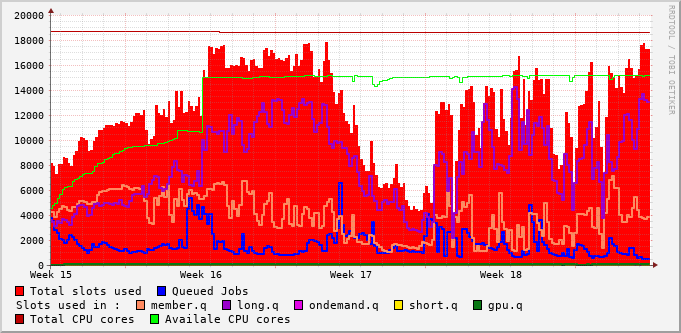 20000
18000
16000
14000
12000
10000
8000
6000
4000
2000
0
Week 15 Week 16 Week 17 Week 18
RRDTOOL / TOBI OETIKER
Total slots used Queued Jobs
Slots used in : member.q long.q ondemand.q short.q gpu.q
Total CPU cores Availale CPU cores